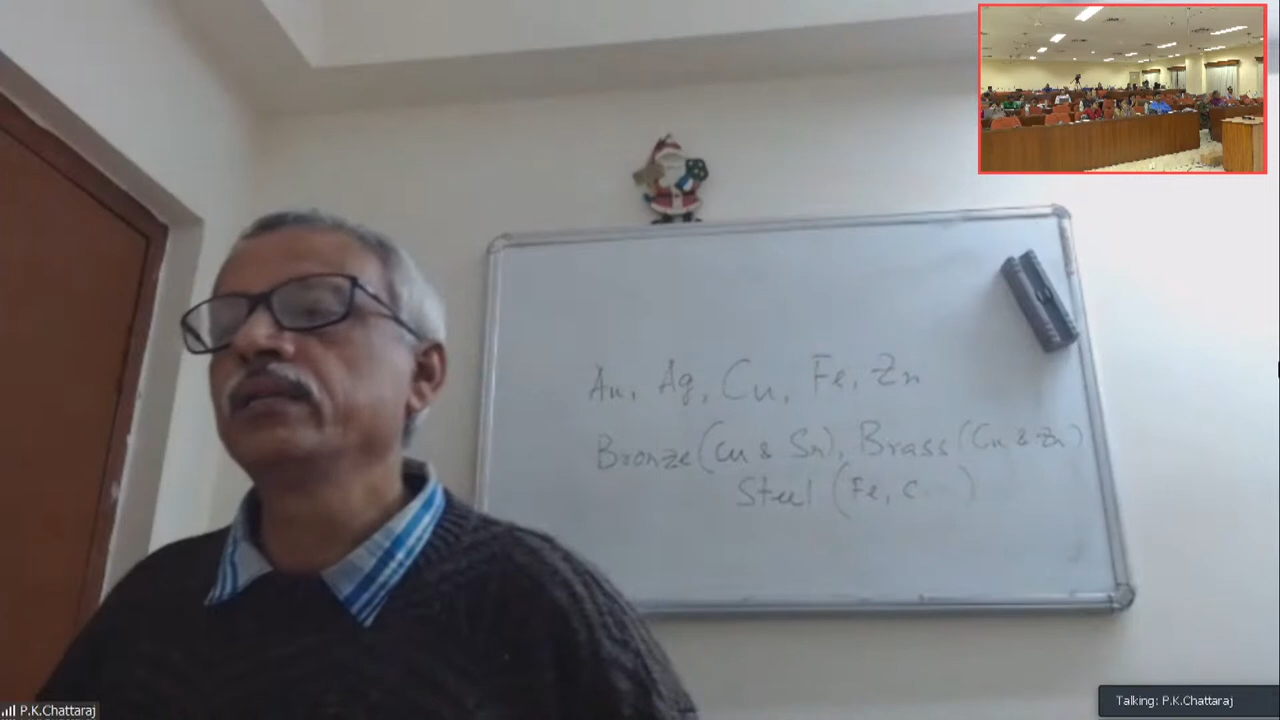 Au, Ag, Cu, Fe, Zn
Bronze (Cu & Sn), Brass (Cu & Zn)
Steel (Fe, C...)
P.K.Chattaraj
Talking: P.K.Chattaraj